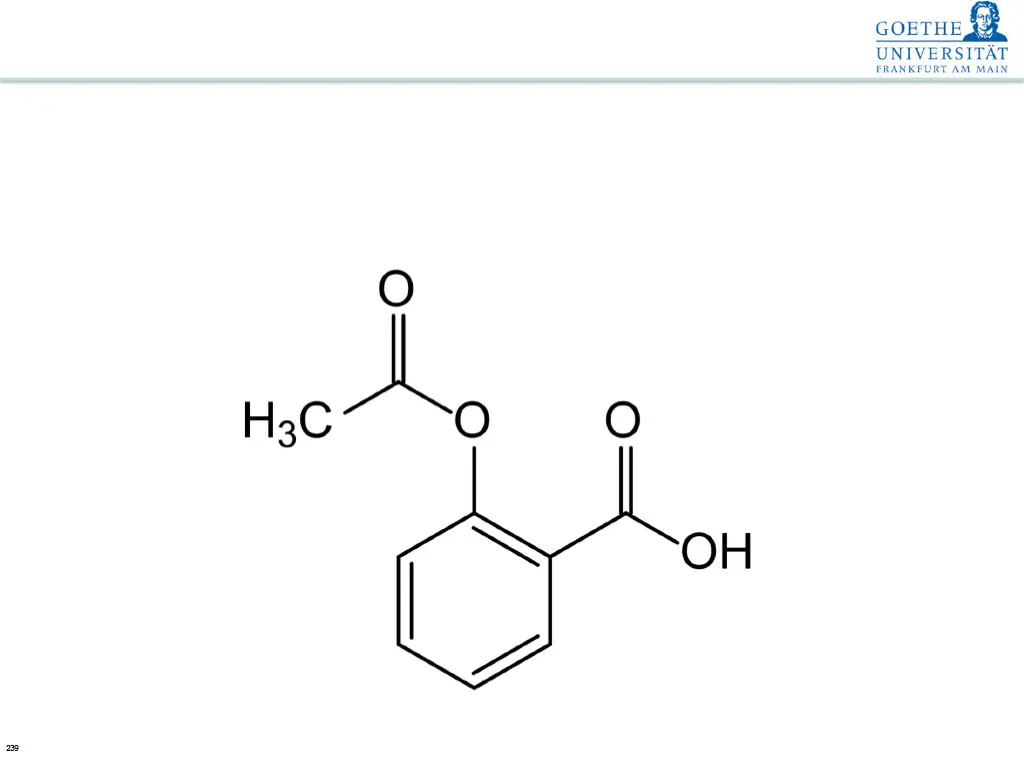 GOETHE
UNIVERSITÄT
FRANKFURT AM MAIN
O
H₃C
O
O
OH
239